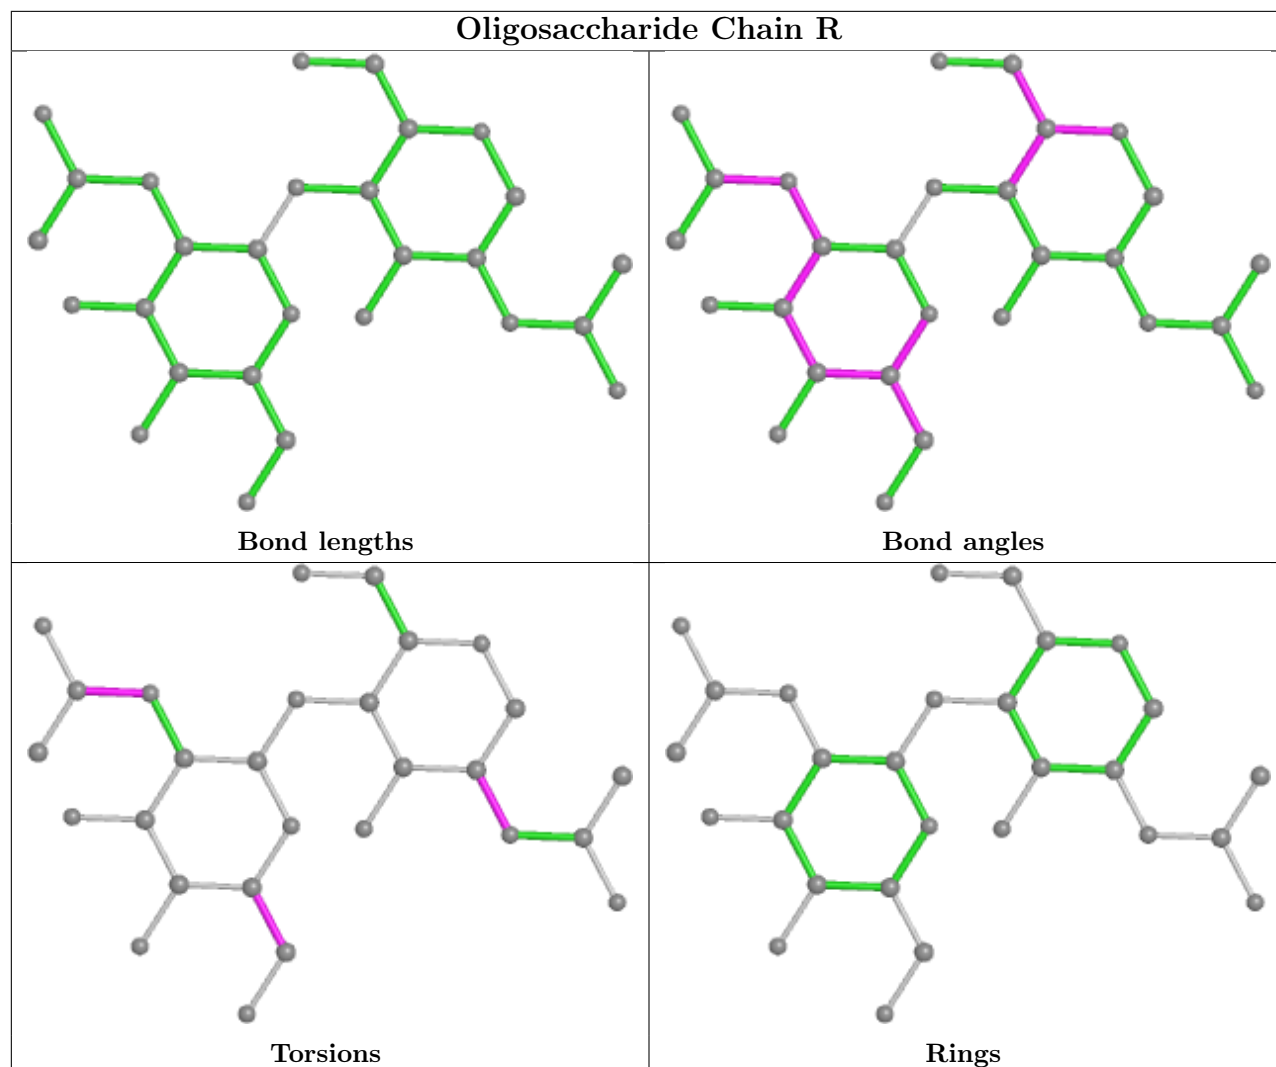 Oligosaccharide Chain R
Bond lengths
Bond angles
Torsions
Rings